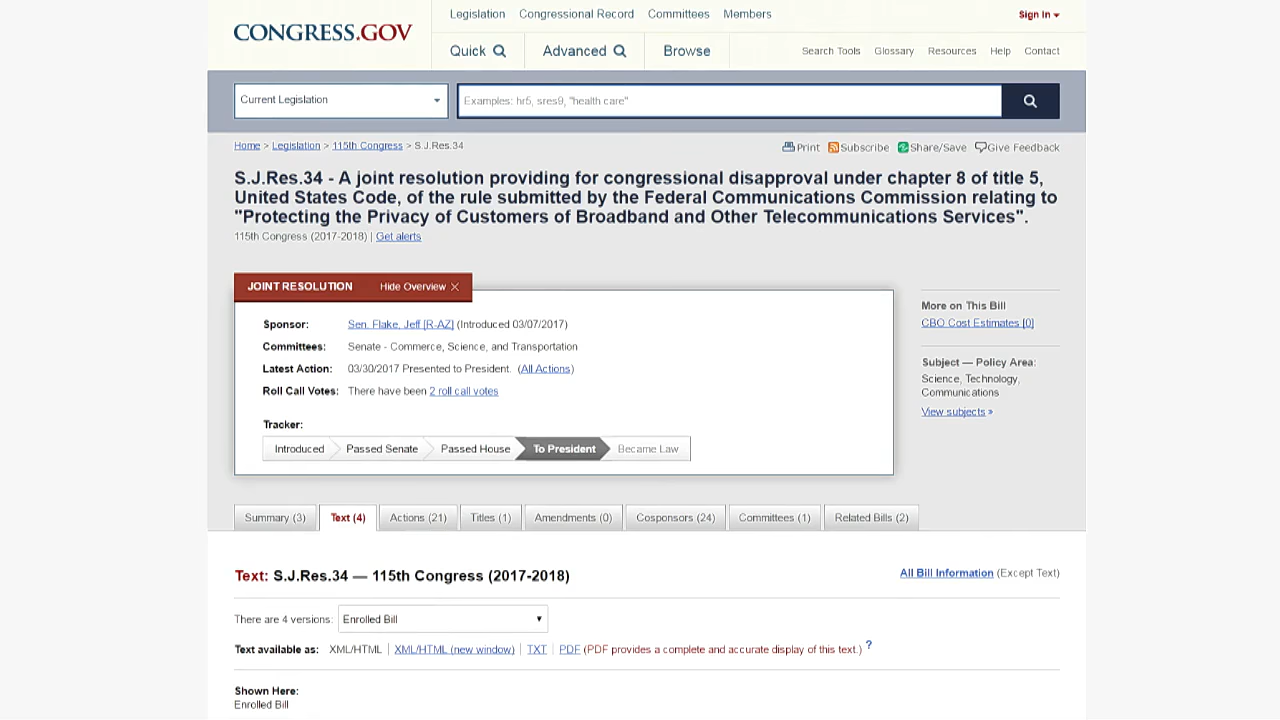 CONGRESS.GOV
Legislation Congressional Record Committees Members Sign In
Quick Advanced Browse Search Tools Glossary Resources Help Contact
Current Legislation Examples: hr5, sres9, "health care"
Home > Legislation > 115th Congress > S.J.Res.34 Print Subscribe Share/Save Give Feedback
S.J.Res.34 - A joint resolution providing for congressional disapproval under chapter 8 of title 5,
United States Code, of the rule submitted by the Federal Communications Commission relating to
"Protecting the Privacy of Customers of Broadband and Other Telecommunications Services".
115th Congress (2017-2018) | Get alerts
JOINT RESOLUTION Hide Overview ×
Sponsor: Sen. Flake, Jeff [R-AZ] (Introduced 03/07/2017)
Committees: Senate - Commerce, Science, and Transportation
Latest Action: 03/30/2017 Presented to President. (All Actions)
Roll Call Votes: There have been 2 roll call votes
Tracker:
Introduced Passed Senate Passed House To President Became Law
More on This Bill
CBO Cost Estimates [0]
Subject — Policy Area:
Science, Technology,
Communications
View subjects »
Summary (3) Text (4) Actions (21) Titles (1) Amendments (0) Cosponsors (24) Committees (1) Related Bills (2)
Text: S.J.Res.34 — 115th Congress (2017-2018) All Bill Information (Except Text)
There are 4 versions: Enrolled Bill
Text available as: XML/HTML | XML/HTML (new window) | TXT | PDF (PDF provides a complete and accurate display of this text.) ?
Shown Here:
Enrolled Bill